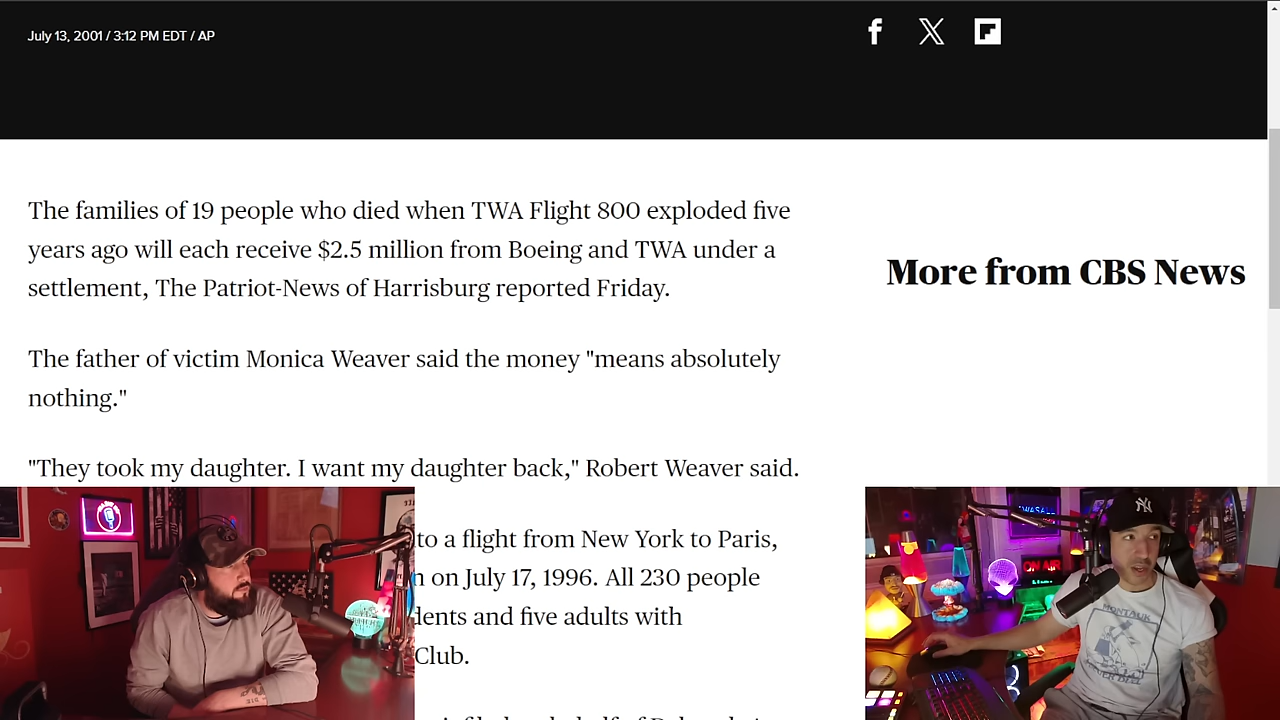 July 13, 2001 / 3:12 PM EDT / AP
The families of 19 people who died when TWA Flight 800 exploded five
years ago will each receive $2.5 million from Boeing and TWA under a
settlement, The Patriot-News of Harrisburg reported Friday.
More from CBS News
The father of victim Monica Weaver said the money "means absolutely
nothing."
"They took my daughter. I want my daughter back," Robert Weaver said.
to a flight from New York to Paris,
on July 17, 1996. All 230 people
and five adults with
Club.
ON AIR
MONTAUK